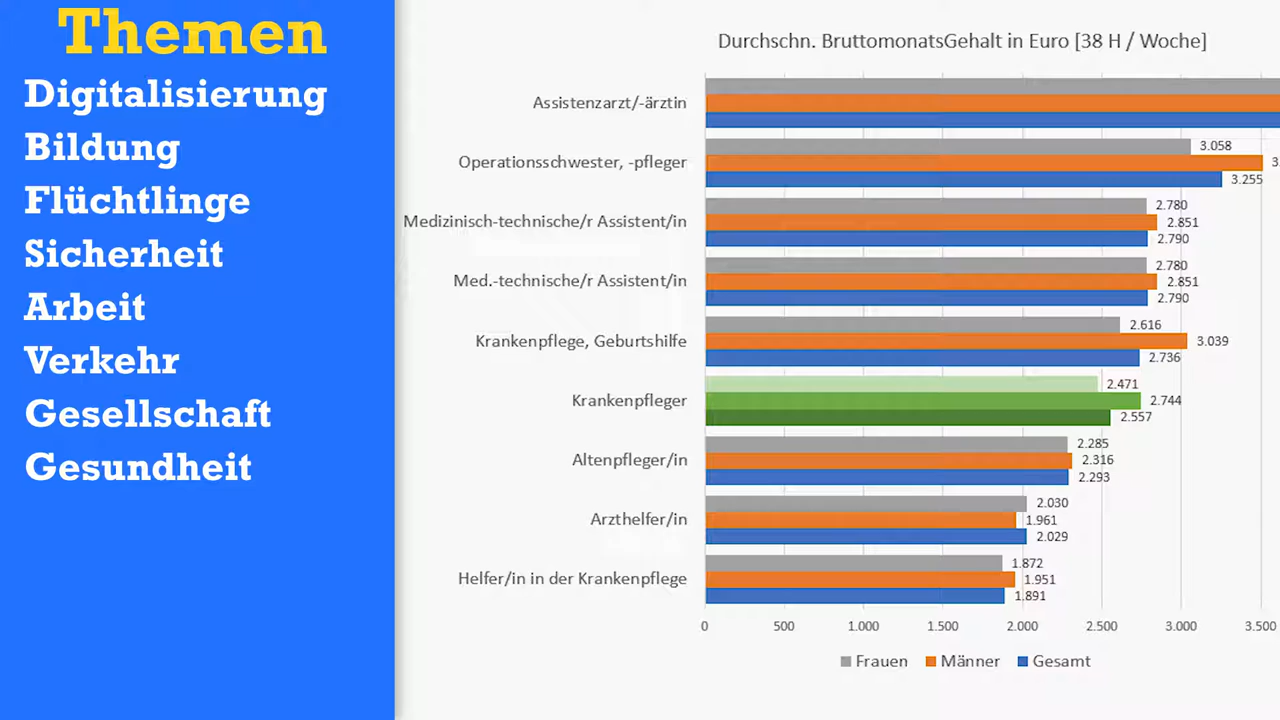 Themen
Digitalisierung
Bildung
Flüchtlinge
Sicherheit
Arbeit
Verkehr
Gesellschaft
Gesundheit
Durchschn. BruttomonatsGehalt in Euro [38 H / Woche]
Assistenzarzt/-ärztin
Operationsschwester, -pfleger
3.058
3.255
Medizinisch-technische/r Assistent/in
2.780
2.851
2.790
Med.-technische/r Assistent/in
2.780
2.851
2.790
Krankenpflege, Geburtshilfe
2.616
3.039
2.736
Krankenpfleger
2.471
2.744
2.557
Altenpfleger/in
2.285
2.316
2.293
Arzthelfer/in
2.030
1.961
2.029
Helfer/in in der Krankenpflege
1.872
1.951
1.891
0 500 1.000 1.500 2.000 2.500 3.000 3.500
Frauen Männer Gesamt